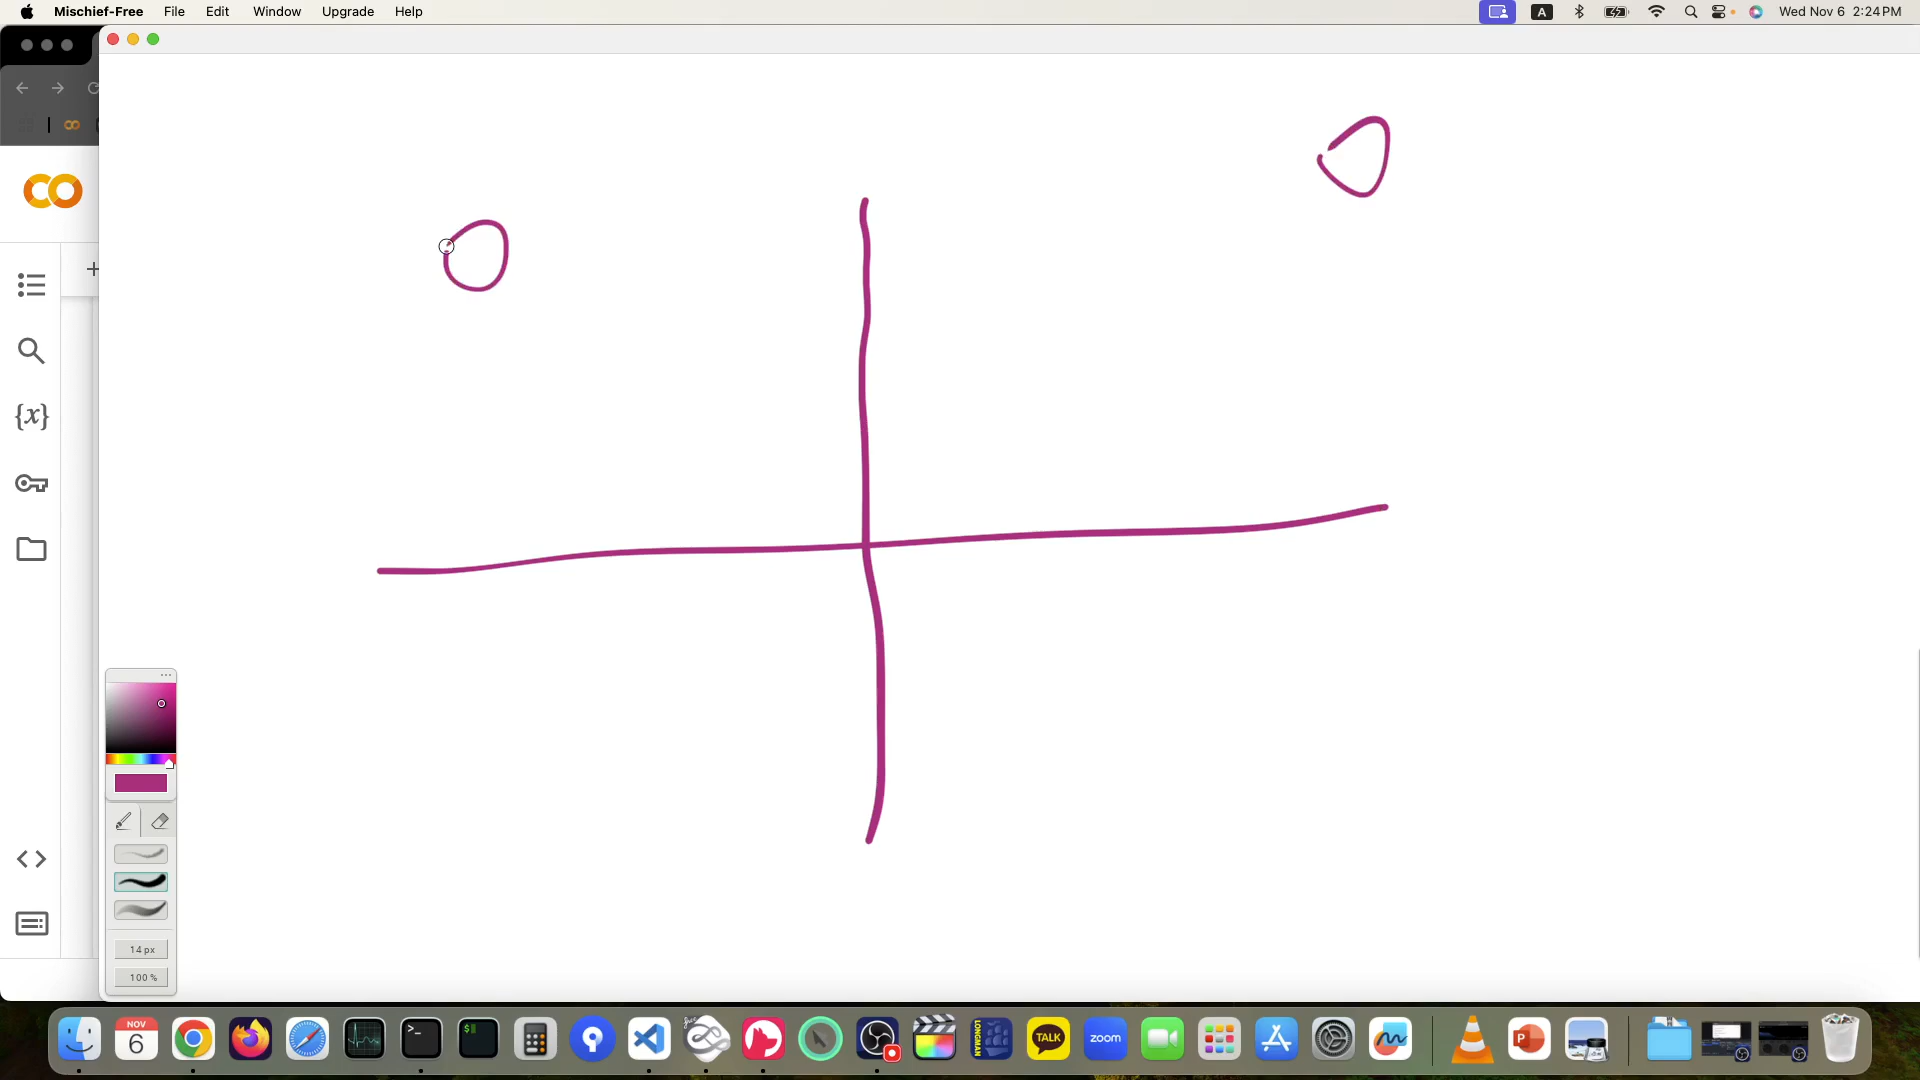 Mischief-Free File Edit Window Upgrade Help A Wed Nov 6 2:24 PM
{x}
14 px
100 %
NOV
6
>_
$
LONGMAN
TALK
zoom
P